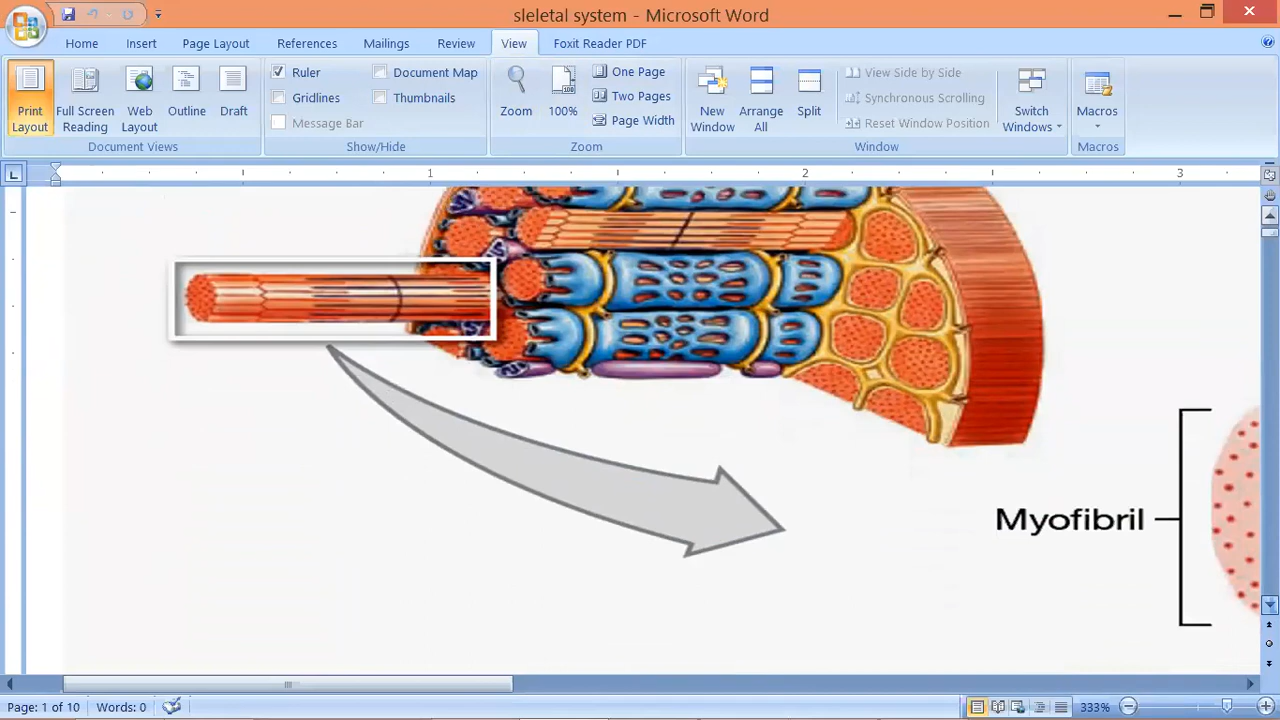 sleletal system - Microsoft Word
Home Insert Page Layout References Mailings Review View Foxit Reader PDF
Print Layout
Full Screen Reading
Web Layout
Outline
Draft
Document Views
Ruler
Gridlines
Message Bar
Document Map
Thumbnails
Show/Hide
Zoom
100%
One Page
Two Pages
Page Width
Zoom
New Window
Arrange All
Split
View Side by Side
Synchronous Scrolling
Reset Window Position
Switch Windows
Window
Macros
Macros
1 2 3
Myofibril
Page: 1 of 10 Words: 0 333%